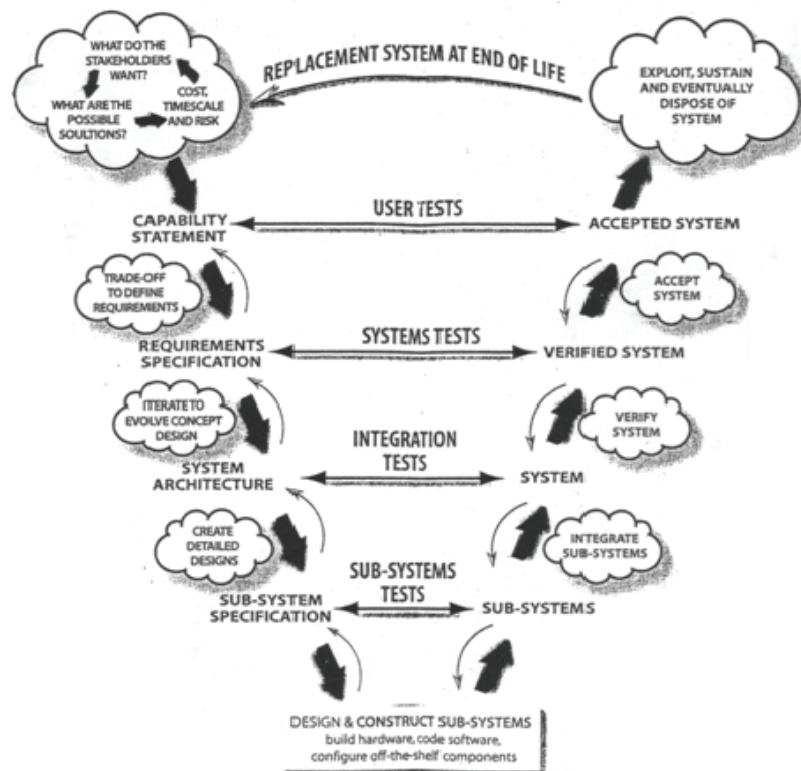 WHAT DO THE
STAKEHOLDERS
WANT?
COST,
TIMESCALE
AND RISK
WHAT ARE THE
POSSIBLE
SOULTIONS?
REPLACEMENT SYSTEM AT END OF LIFE
EXPLOIT, SUSTAIN
AND EVENTUALLY
DISPOSE OF
SYSTEM
CAPABILITY
STATEMENT
USER TESTS
ACCEPTED SYSTEM
TRADE-OFF
TO DEFINE
REQUIREMENTS
ACCEPT
SYSTEM
REQUIREMENTS
SPECIFICATION
SYSTEMS TESTS
VERIFIED SYSTEM
ITERATE TO
EVOLVE CONCEPT
DESIGN
VERIFY
SYSTEM
SYSTEM
ARCHITECTURE
INTEGRATION
TESTS
SYSTEM
CREATE
DETAILED
DESIGNS
INTEGRATE
SUB-SYSTEMS
SUB-SYSTEM
SPECIFICATION
SUB-SYSTEMS
TESTS
SUB-SYSTEMS
DESIGN & CONSTRUCT SUB-SYSTEMS
build hardware, code software,
configure off-the-shelf components